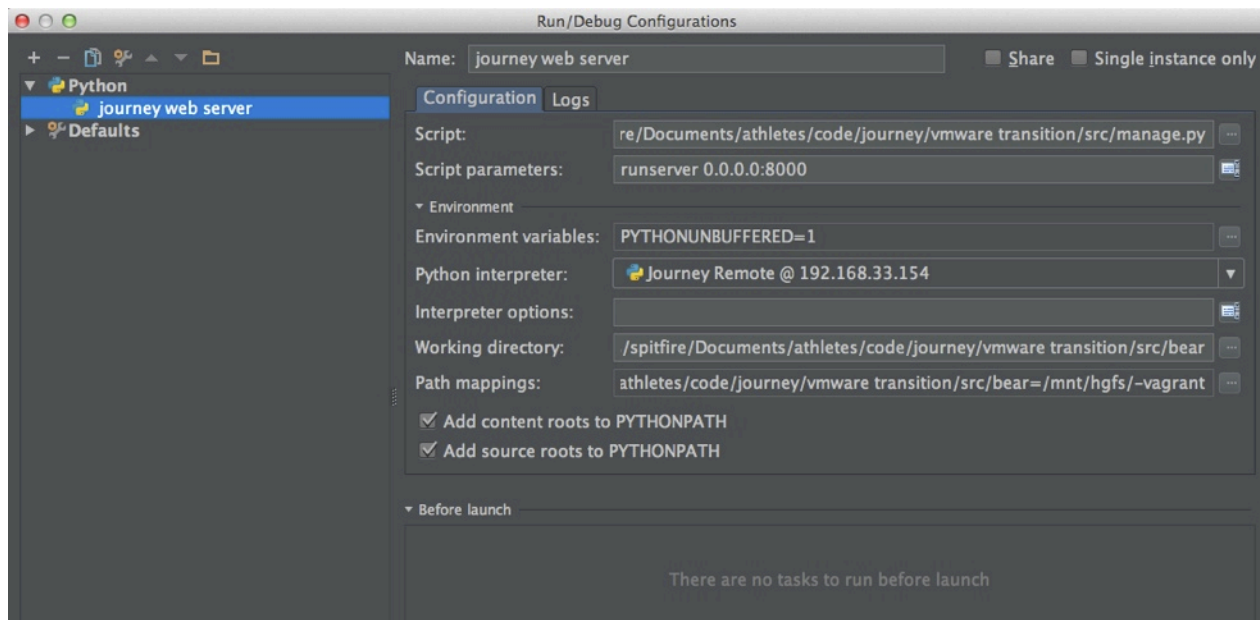 Run/Debug Configurations
Name: journey web server Share Single instance only
Python
journey web server
Defaults
Configuration Logs
Script: re/Documents/athletes/code/journey/vmware transition/src/manage.py
Script parameters: runserver 0.0.0.0:8000
Environment
Environment variables: PYTHONUNBUFFERED=1
Python interpreter: Journey Remote @ 192.168.33.154
Interpreter options:
Working directory: /spitfire/Documents/athletes/code/journey/vmware transition/src/bear
Path mappings: athletes/code/journey/vmware transition/src/bear=/mnt/hgfs/-vagrant
Add content roots to PYTHONPATH
Add source roots to PYTHONPATH
Before launch
There are no tasks to run before launch